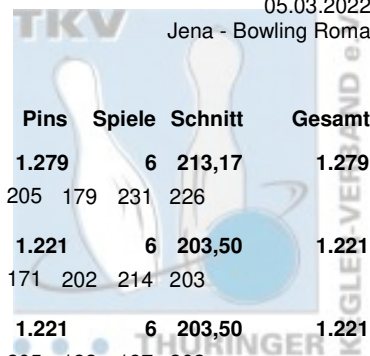 05.03.2022
TKV
Jena - Bowling Roma
Pins Spiele Schnitt Gesamt
1.279 6 213,17 1.279
205 179 231 226
1.221 6 203,50 1.221
171 202 214 203
1.221 6 203,50 1.221
THÜRINGER KEGLER-VERBAND e.V.